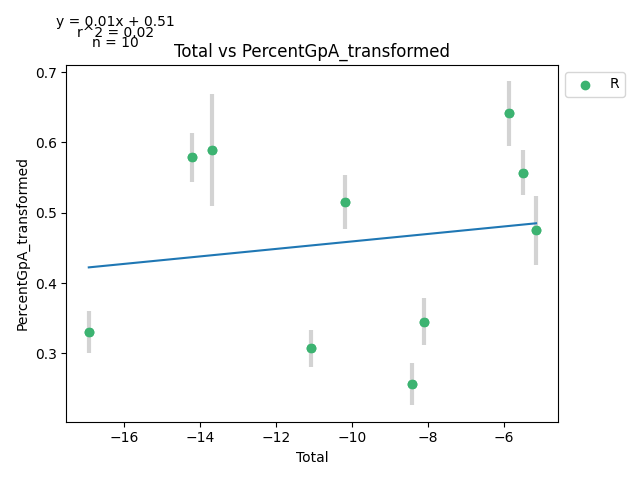 y = 0.01x + 0.51
r^2 = 0.02
n = 10
Total vs PercentGpA_transformed
R
PercentGpA_transformed
0.7
0.6
0.5
0.4
0.3
−16
−14
−12
−10
−8
−6
Total